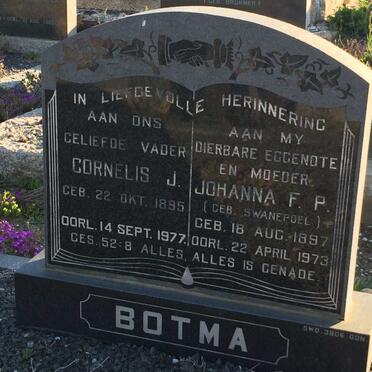 IN LIEFDEVOLLE HERINNERING
AAN ONS
GELIEFDE VADER
CORNELIS J.
GEB. 22 OKT. 1895
OORL. 14 SEPT. 1977
GES. 52:8 ALLES
AAN MY
DIERBARE EGGENOTE
EN MOEDER
JOHANNA F. P.
(GEB. SWANEPOEL)
GEB. 18 AUG. 1897
OORL. 22 APRIL 1973
ALLES IS GENADE.
BOTMA